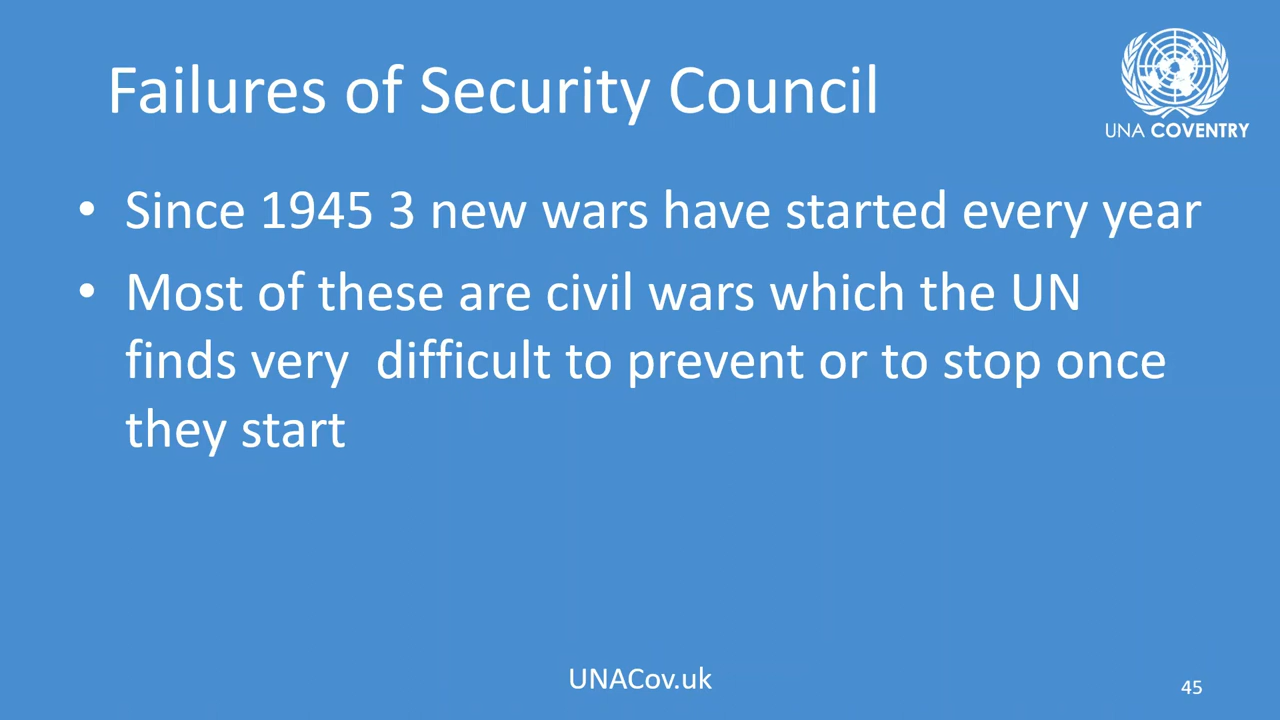 Failures of Security Council
UNA COVENTRY
• Since 1945 3 new wars have started every year
• Most of these are civil wars which the UN
finds very  difficult to prevent or to stop once
they start
UNACov.uk
45